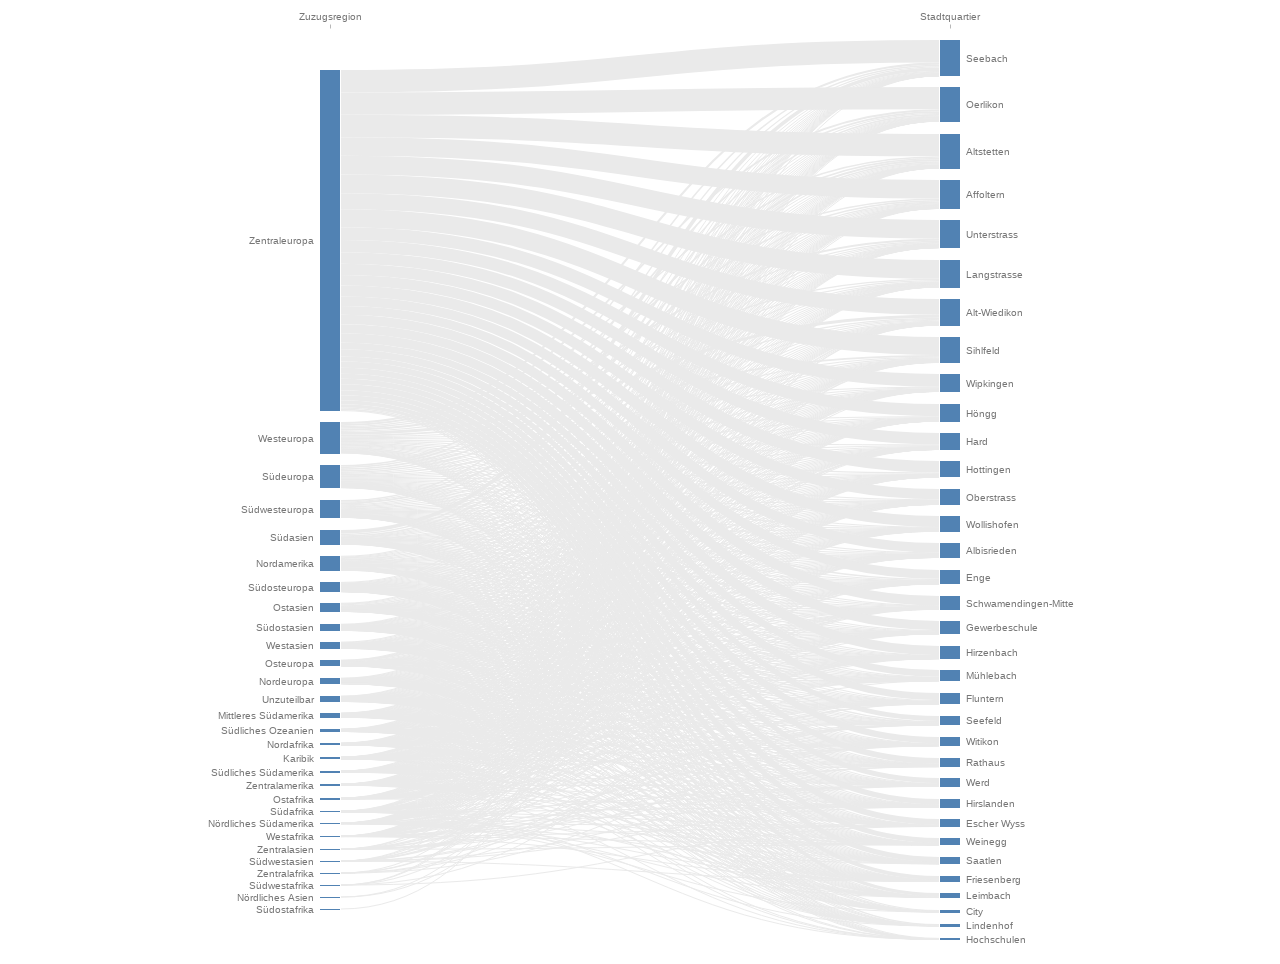 Zuzugsregion
Stadtquartier
Zentraleuropa
Westeuropa
Südeuropa
Südwesteuropa
Südasien
Nordamerika
Südosteuropa
Ostasien
Südostasien
Westasien
Osteuropa
Nordeuropa
Unzuteilbar
Mittleres Südamerika
Südliches Ozeanien
Nordafrika
Karibik
Südliches Südamerika
Zentralamerika
Ostafrika
Südafrika
Nördliches Südamerika
Westafrika
Zentralasien
Südwestasien
Zentralafrika
Südwestafrika
Nördliches Asien
Südostafrika
Seebach
Oerlikon
Altstetten
Affoltern
Unterstrass
Langstrasse
Alt-Wiedikon
Sihlfeld
Wipkingen
Höngg
Hard
Hottingen
Oberstrass
Wollishofen
Albisrieden
Enge
Schwamendingen-Mitte
Gewerbeschule
Hirzenbach
Mühlebach
Fluntern
Seefeld
Witikon
Rathaus
Werd
Hirslanden
Escher Wyss
Weinegg
Saatlen
Friesenberg
Leimbach
City
Lindenhof
Hochschulen